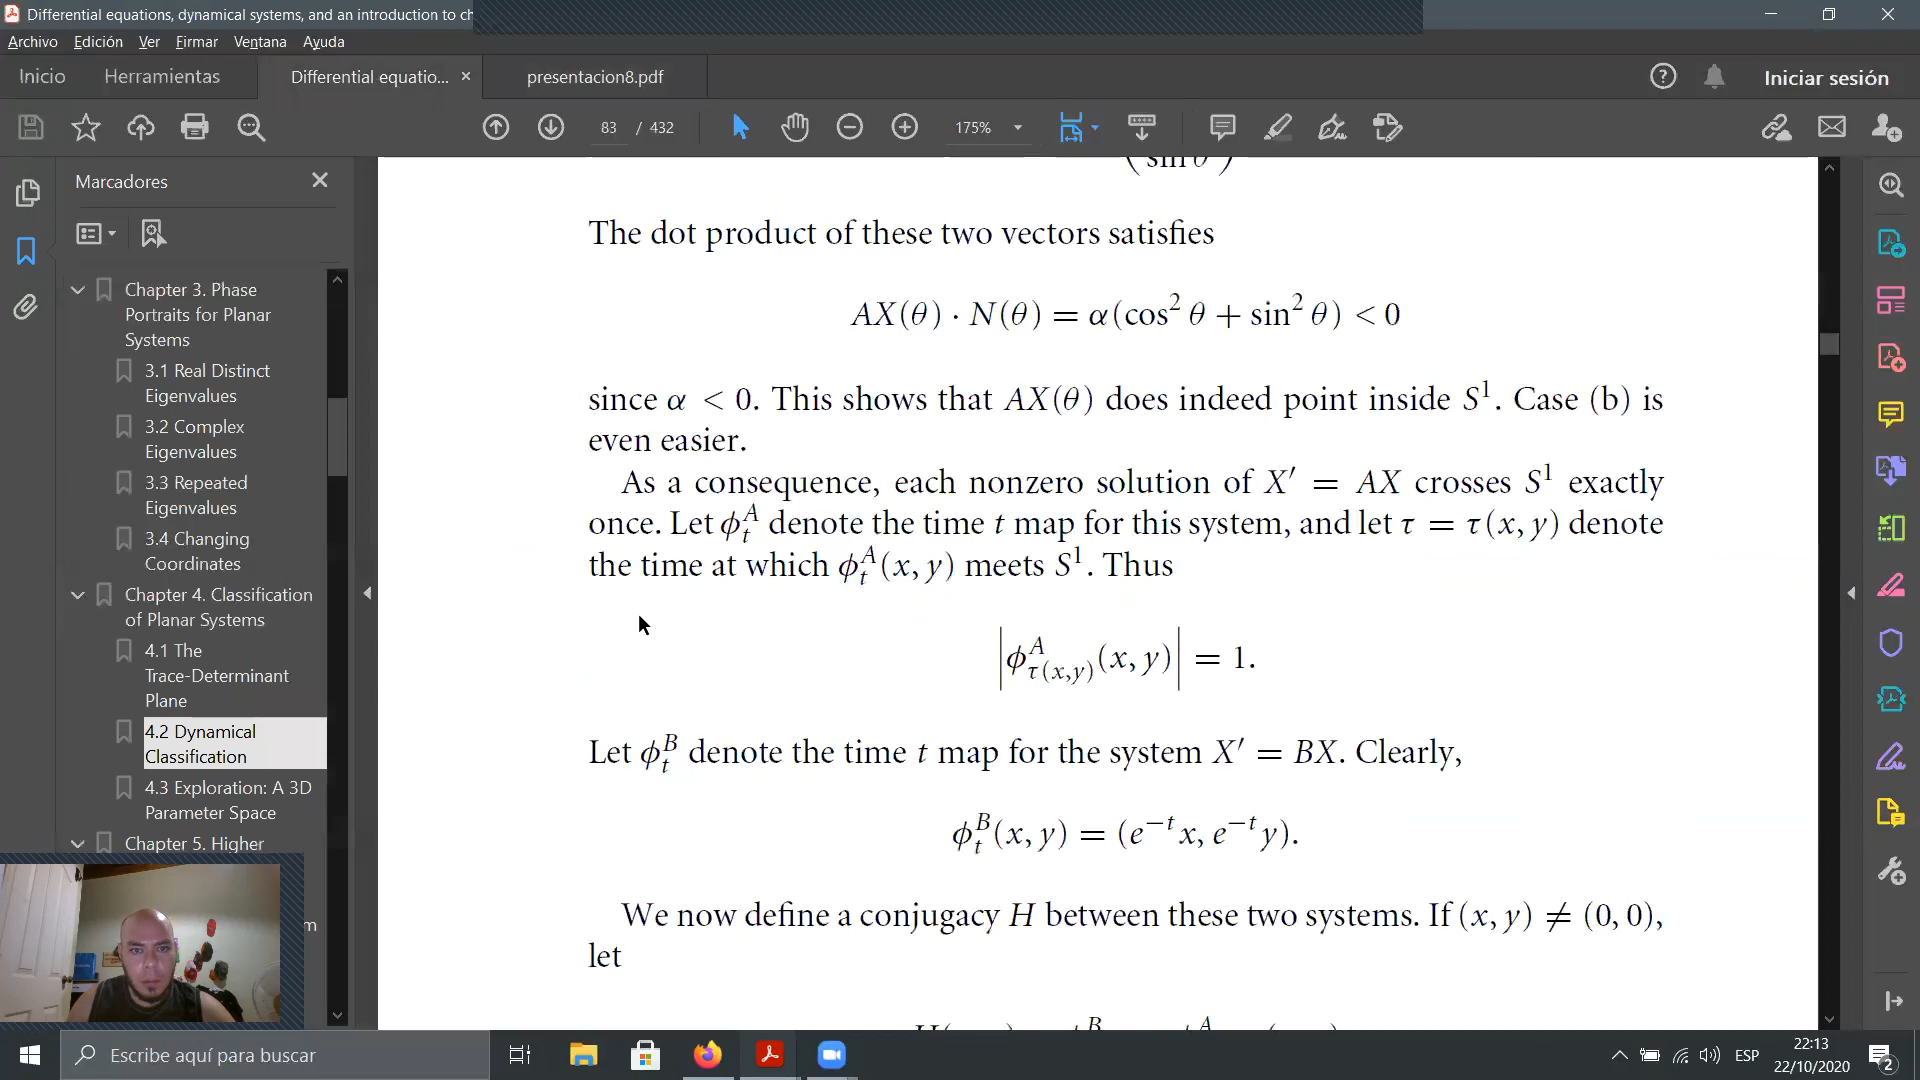 Differential equations, dynamical systems, and an introduction to ch
Archivo Edición Ver Firmar Ventana Ayuda
Inicio Herramientas Differential equatio... × presentacion8.pdf Iniciar sesión
83 / 432 175%
Marcadores
Chapter 3. Phase
Portraits for Planar
Systems
3.1 Real Distinct
Eigenvalues
3.2 Complex
Eigenvalues
3.3 Repeated
Eigenvalues
3.4 Changing
Coordinates
Chapter 4. Classification
of Planar Systems
4.1 The
Trace-Determinant
Plane
4.2 Dynamical
Classification
4.3 Exploration: A 3D
Parameter Space
Chapter 5. Higher
The dot product of these two vectors satisfies
AX(θ) · N(θ) = α(cos² θ + sin² θ) < 0
since α < 0. This shows that AX(θ) does indeed point inside S¹. Case (b) is
even easier.
As a consequence, each nonzero solution of X′ = AX crosses S¹ exactly
once. Let ϕₜᴬ denote the time t map for this system, and let τ = τ(x, y) denote
the time at which ϕₜᴬ(x, y) meets S¹. Thus
|ϕ^A_{τ(x,y)}(x, y)| = 1.
Let ϕₜᴮ denote the time t map for the system X′ = BX. Clearly,
ϕₜᴮ(x, y) = (e⁻ᵗx, e⁻ᵗy).
We now define a conjugacy H between these two systems. If (x, y) ≠ (0, 0),
let
Escribe aquí para buscar
ESP
22:13
22/10/2020
2